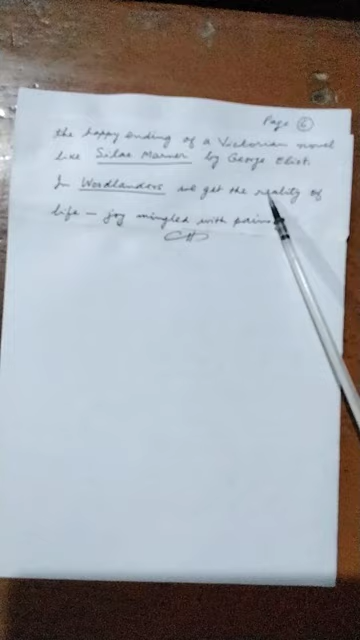 Page 6
the happy ending of a Victorian novel
like Silas Marner by George Eliot.
In Woodlanders we get the reality of
life — joy mingled with pain